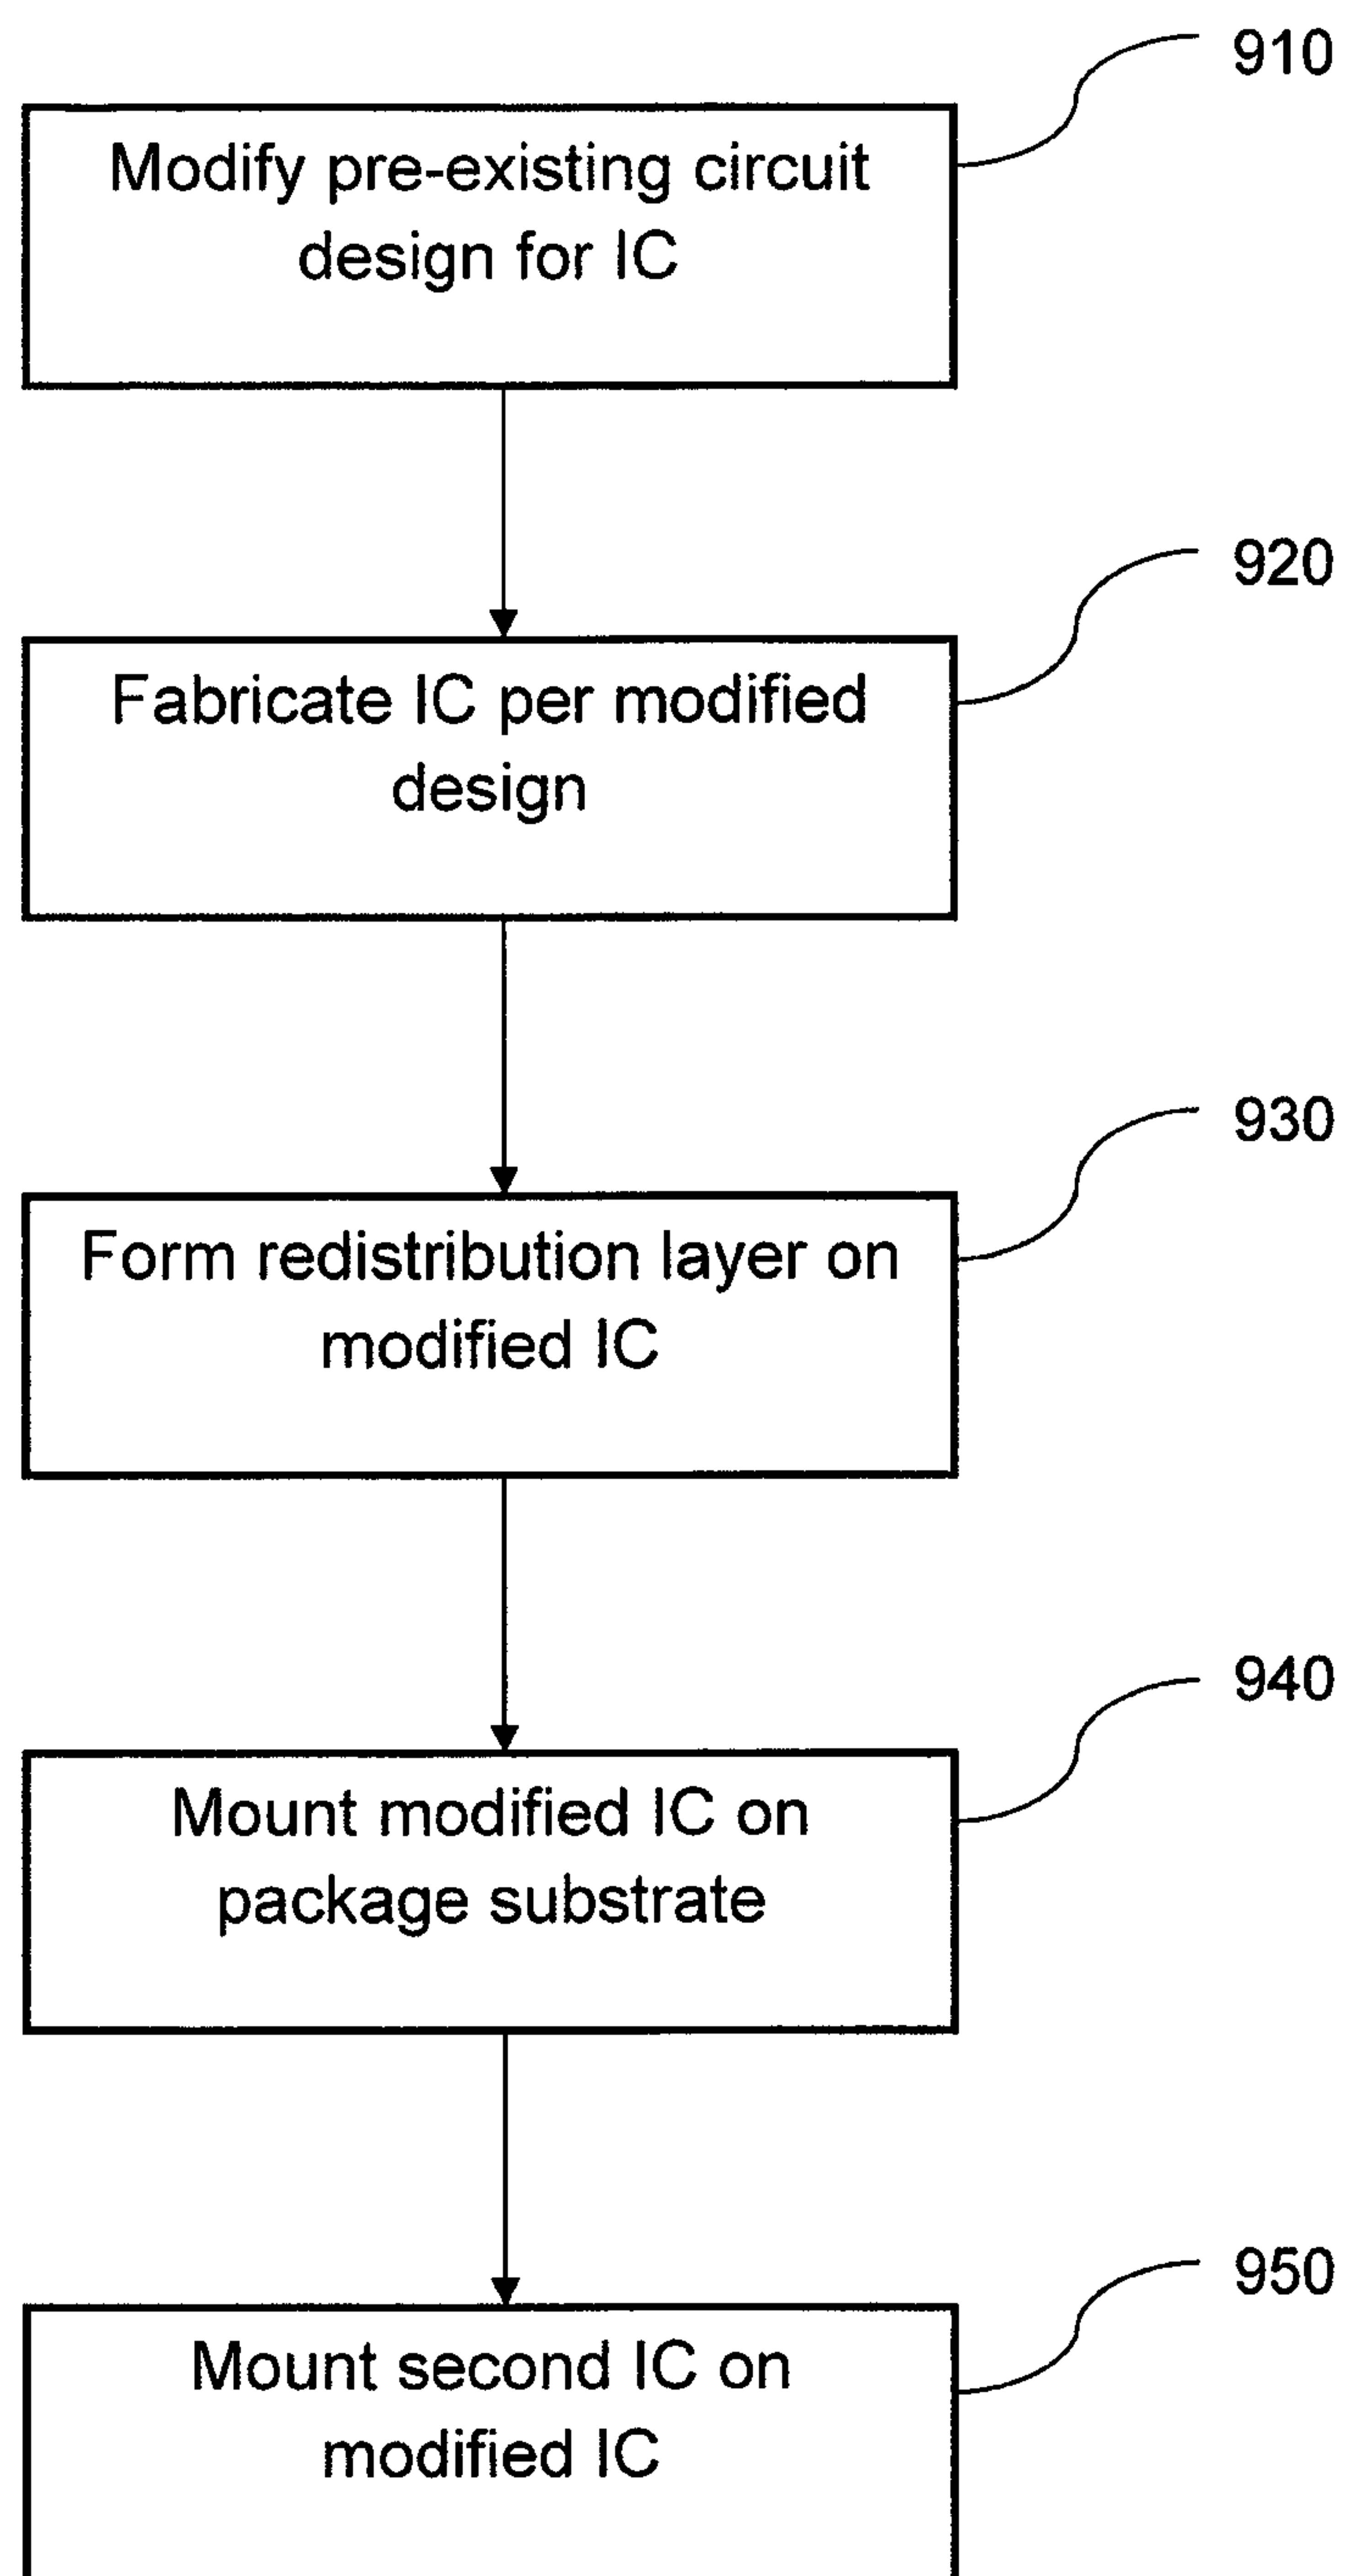 910
Modify pre-existing circuit
design for IC
920
Fabricate IC per modified
design
930
Form redistribution layer on
modified IC
940
Mount modified IC on
package substrate
950
Mount second IC on
modified IC